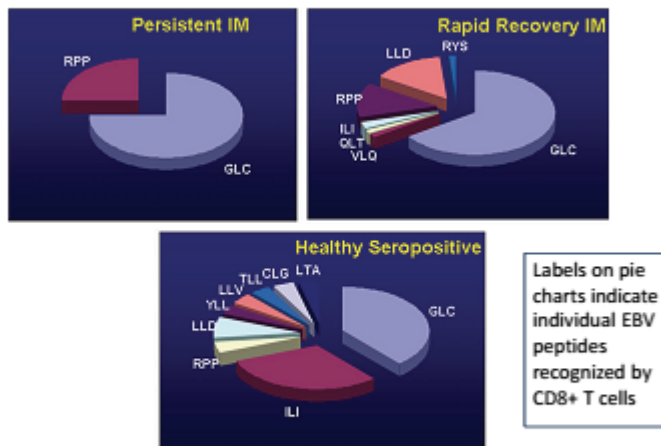 Persistent IM
RPP
GLC
Rapid Recovery IM
RYS
LLD
RPP
ILI
QLT
VLQ
GLC
Healthy Seropositive
CLG
LTA
TLL
LLV
YLL
LLD
RPP
GLC
ILI
Labels on pie
charts indicate
individual EBV
peptides
recognized by
CD8+ T cells